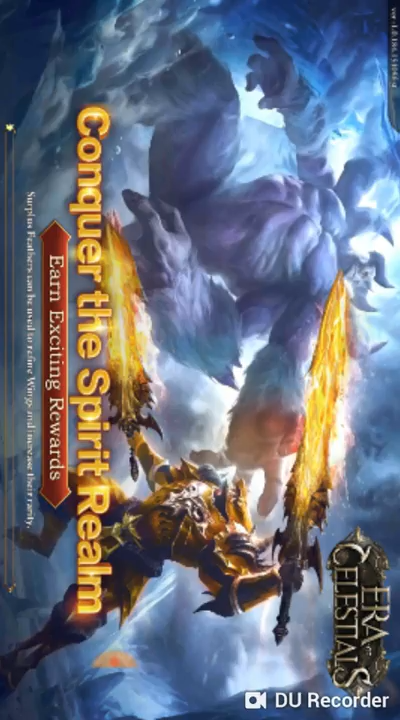 ERA
OF
CELESTIALS
Conquer the Spirit Realm
Earn Exciting Rewards
Surplus Feathers can be used to refine Wings and increase their rarity.
DU Recorder